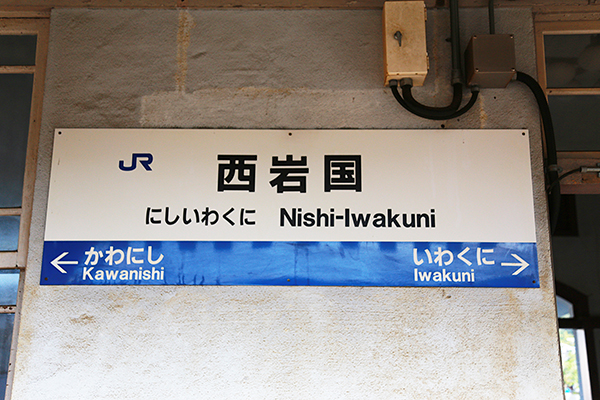 JR
西岩国
にしいわくに Nishi-Iwakuni
← かわにし いわくに →
Kawanishi Iwakuni